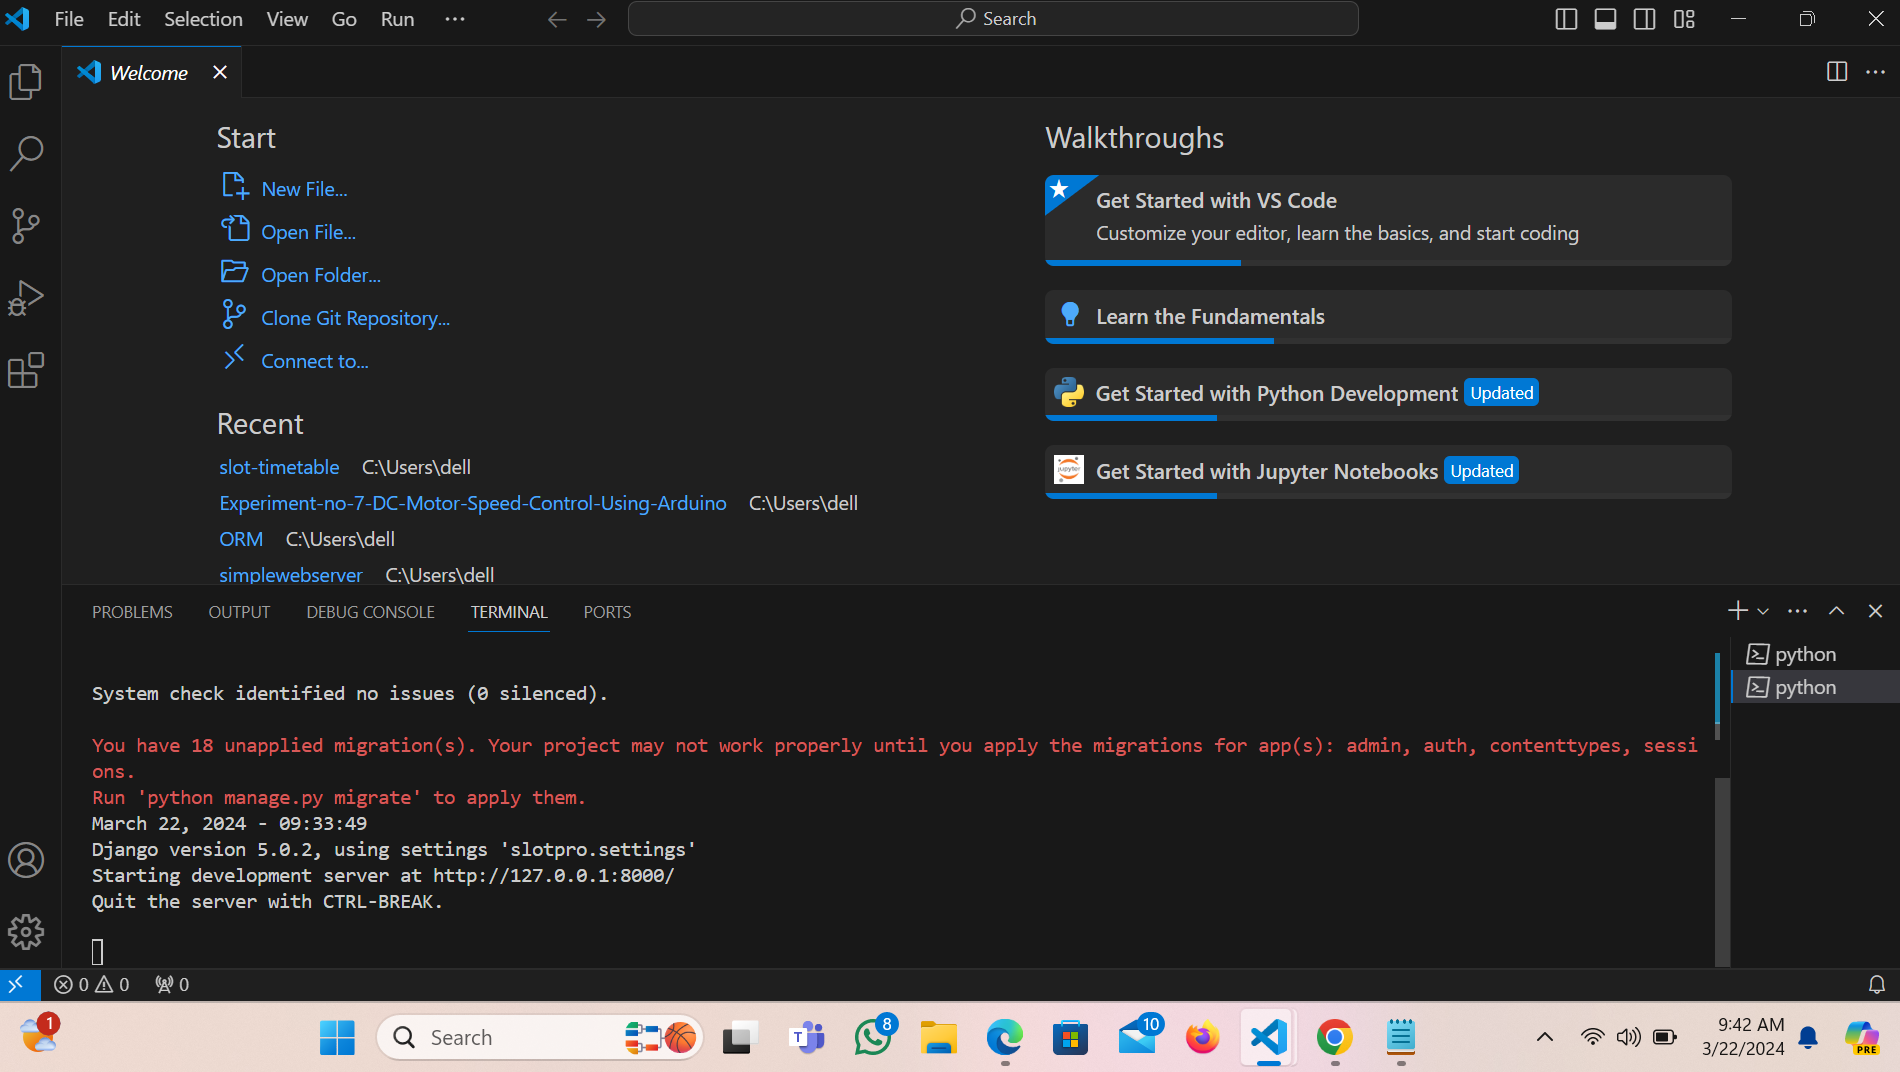 File Edit Selection View Go Run ...
Search
Welcome
Start
New File...
Open File...
Open Folder...
Clone Git Repository...
Connect to...
Recent
slot-timetable C:\Users\dell
Experiment-no-7-DC-Motor-Speed-Control-Using-Arduino C:\Users\dell
ORM C:\Users\dell
simplewebserver C:\Users\dell
Walkthroughs
Get Started with VS Code
Customize your editor, learn the basics, and start coding
Learn the Fundamentals
Get Started with Python Development Updated
jupyter Get Started with Jupyter Notebooks Updated
PROBLEMS OUTPUT DEBUG CONSOLE TERMINAL PORTS
python
python
System check identified no issues (0 silenced).
You have 18 unapplied migration(s). Your project may not work properly until you apply the migrations for app(s): admin, auth, contenttypes, sessi
ons.
Run 'python manage.py migrate' to apply them.
March 22, 2024 - 09:33:49
Django version 5.0.2, using settings 'slotpro.settings'
Starting development server at http://127.0.0.1:8000/
Quit the server with CTRL-BREAK.
0 0 0
1
Search
T
8
10
9:42 AM
3/22/2024
PRE